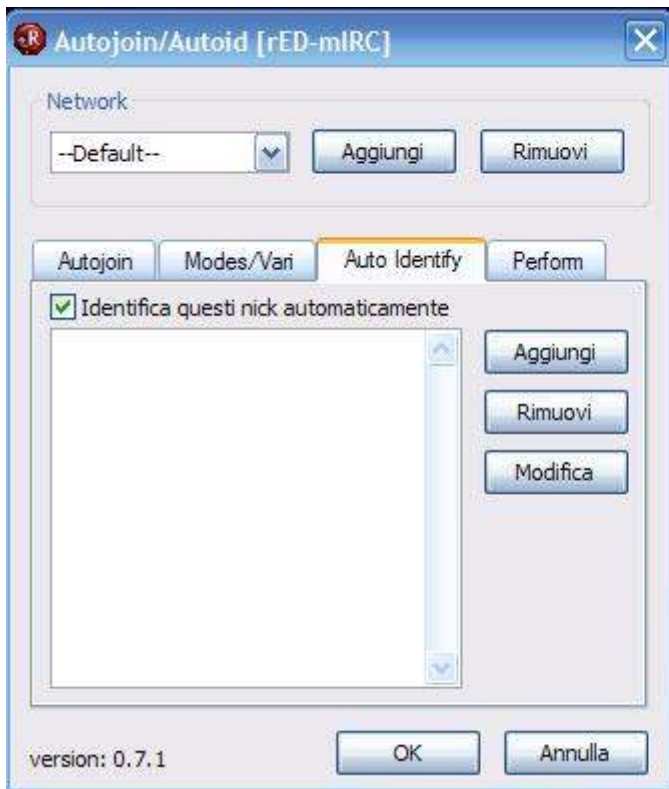 Autojoin/Autoid [rED-mIRC]
Network
--Default--
Aggiungi
Rimuovi
Autojoin
Modes/Vari
Auto Identify
Perform
Identifica questi nick automaticamente
Aggiungi
Rimuovi
Modifica
version: 0.7.1
OK
Annulla